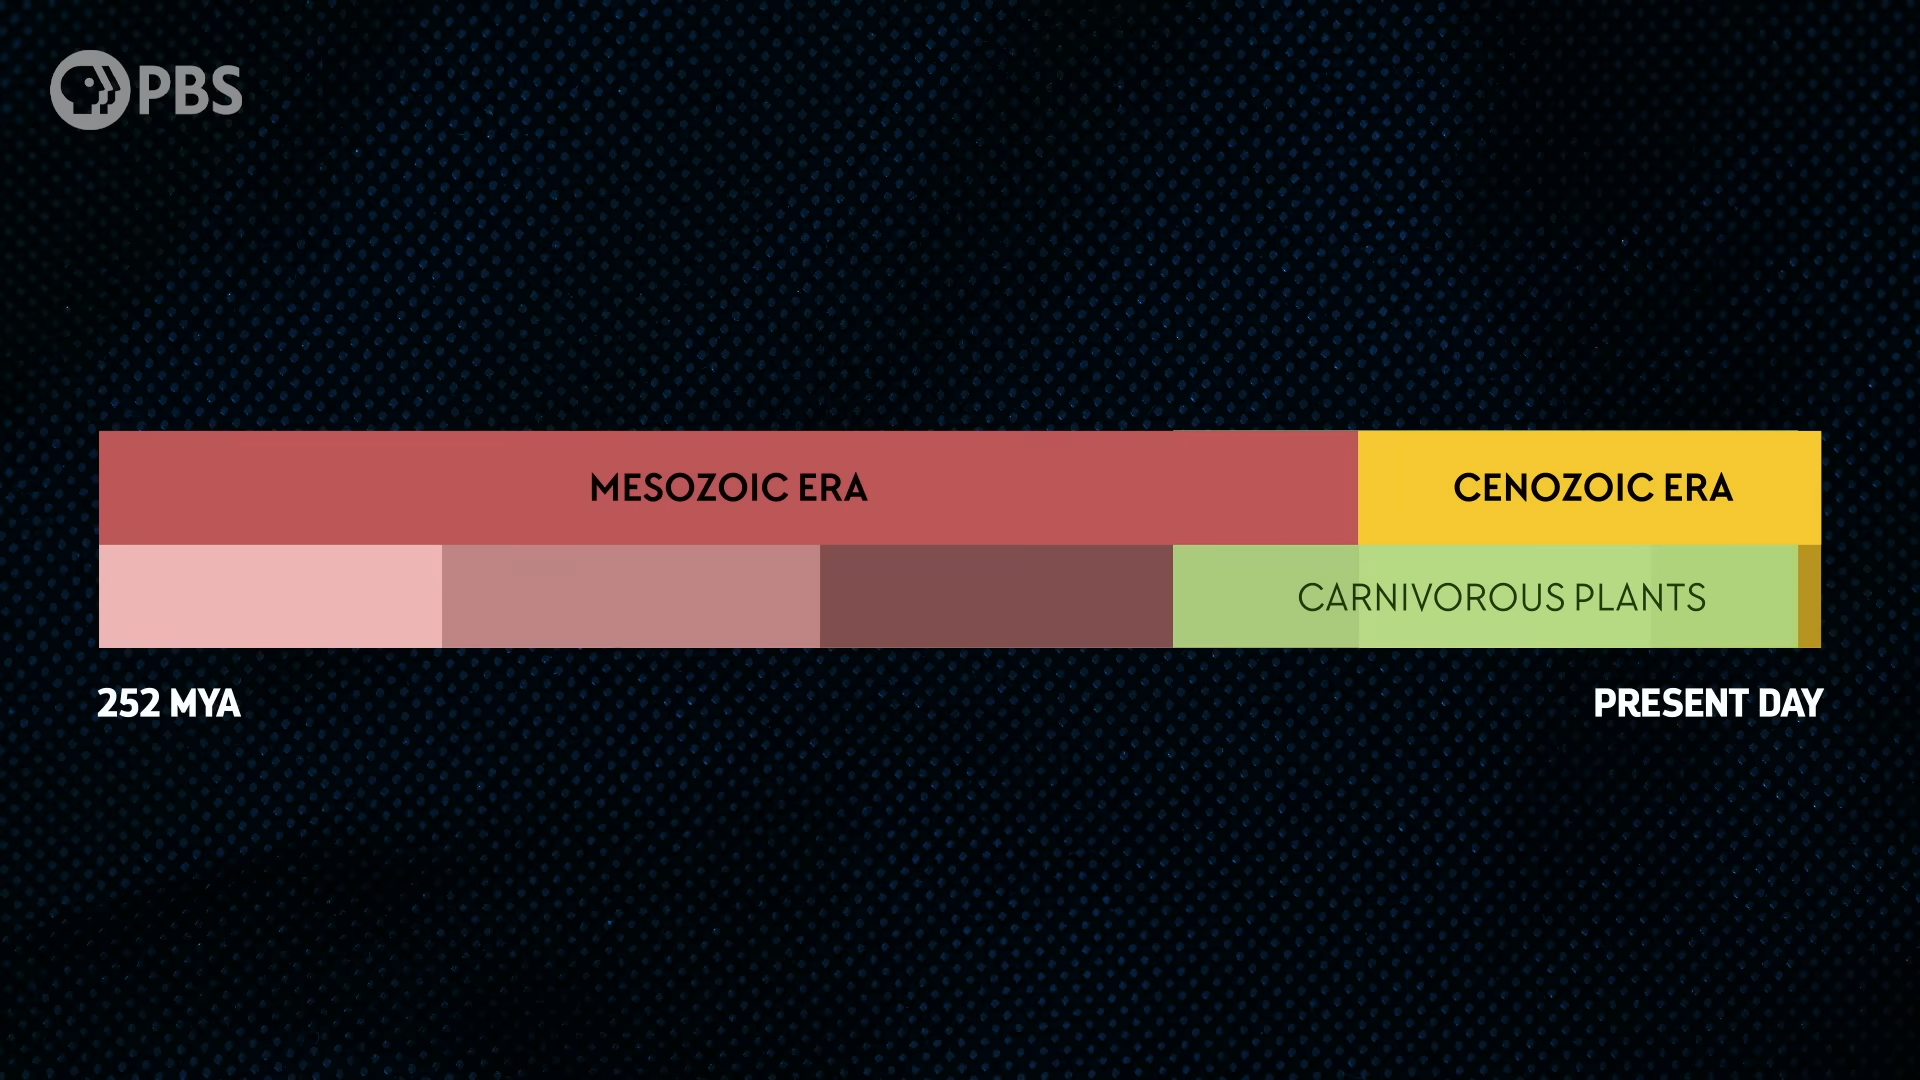 PBS
MESOZOIC ERA
CENOZOIC ERA
CARNIVOROUS PLANTS
252 MYA
PRESENT DAY